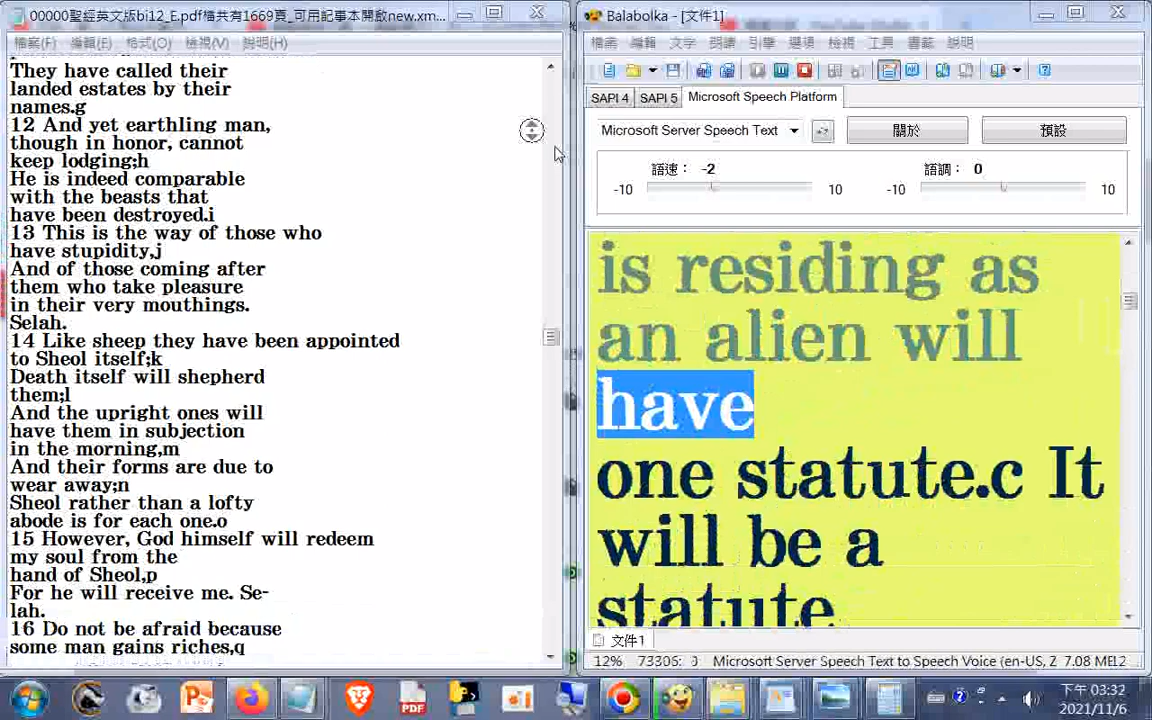 00000聖經英文版bi12_E.pdf檔共有1669頁_可用記事本開啟new.xm...
檔案(F) 編輯(E) 格式(O) 檢視(V) 說明(H)
They have called their
landed estates by their
names.g
12 And yet earthling man,
though in honor, cannot
keep lodging;h
He is indeed comparable
with the beasts that
have been destroyed.i
13 This is the way of those who
have stupidity,j
And of those coming after
them who take pleasure
in their very mouthings.
Selah.
14 Like sheep they have been appointed
to Sheol itself;k
Death itself will shepherd
them;l
And the upright ones will
have them in subjection
in the morning,m
And their forms are due to
wear away;n
Sheol rather than a lofty
abode is for each one.o
15 However, God himself will redeem
my soul from the
hand of Sheol,p
For he will receive me. Se-
lah.
16 Do not be afraid because
some man gains riches,q
Balabolka - [文件1]
檔案 編輯 文字 朗讀 引擎 選項 檢視 工具 書籤 說明
SAPI 4 SAPI 5 Microsoft Speech Platform
Microsoft Server Speech Text 關於 預設
語速： -2 語調： 0
-10 10 -10 10
is residing as
an alien will
have
one statute.c It
will be a
statute
文件1
12% 73306: Microsoft Server Speech Text to Speech Voice (en-US, Z 7.08 ME12
PDF
下午 03:32
2021/11/6